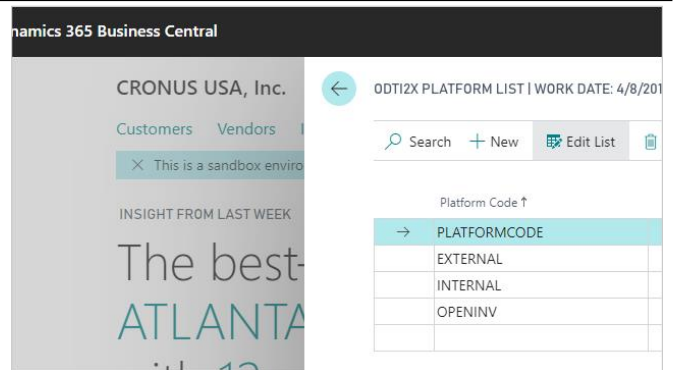 namics 365 Business Central
CRONUS USA, Inc.
Customers Vendors
This is a sandbox enviro
INSIGHT FROM LAST WEEK
The best-
ATLANTA
with 12
ODTI2X PLATFORM LIST | WORK DATE: 4/8/201
Search New Edit List
Platform Code ↑
PLATFORMCODE
EXTERNAL
INTERNAL
OPENINV